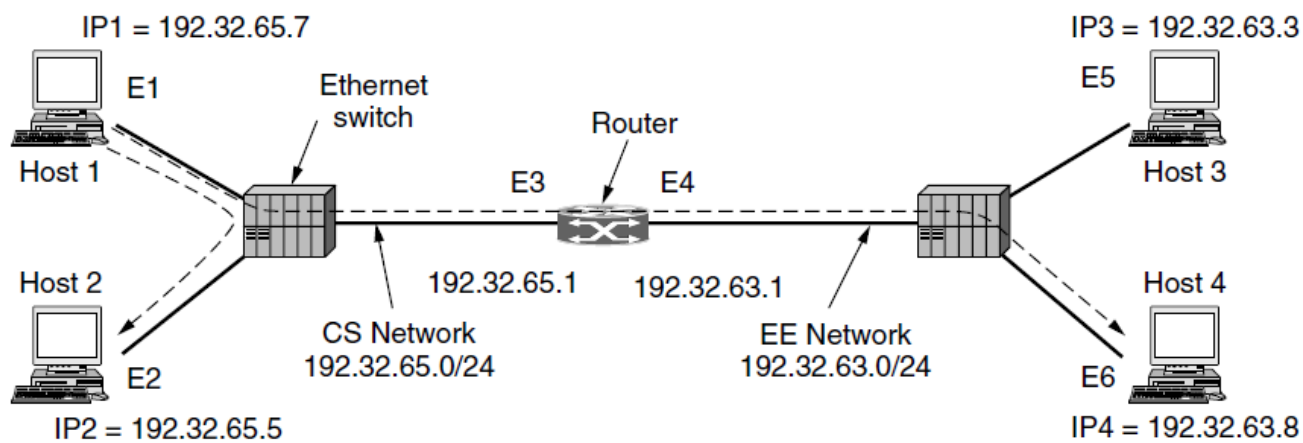 IP1 = 192.32.65.7
IP3 = 192.32.63.3
E1
Ethernet
switch
E5
Router
Host 1
E3
E4
Host 3
Host 2
192.32.65.1
192.32.63.1
Host 4
CS Network
192.32.65.0/24
EE Network
192.32.63.0/24
E2
E6
IP2 = 192.32.65.5
IP4 = 192.32.63.8